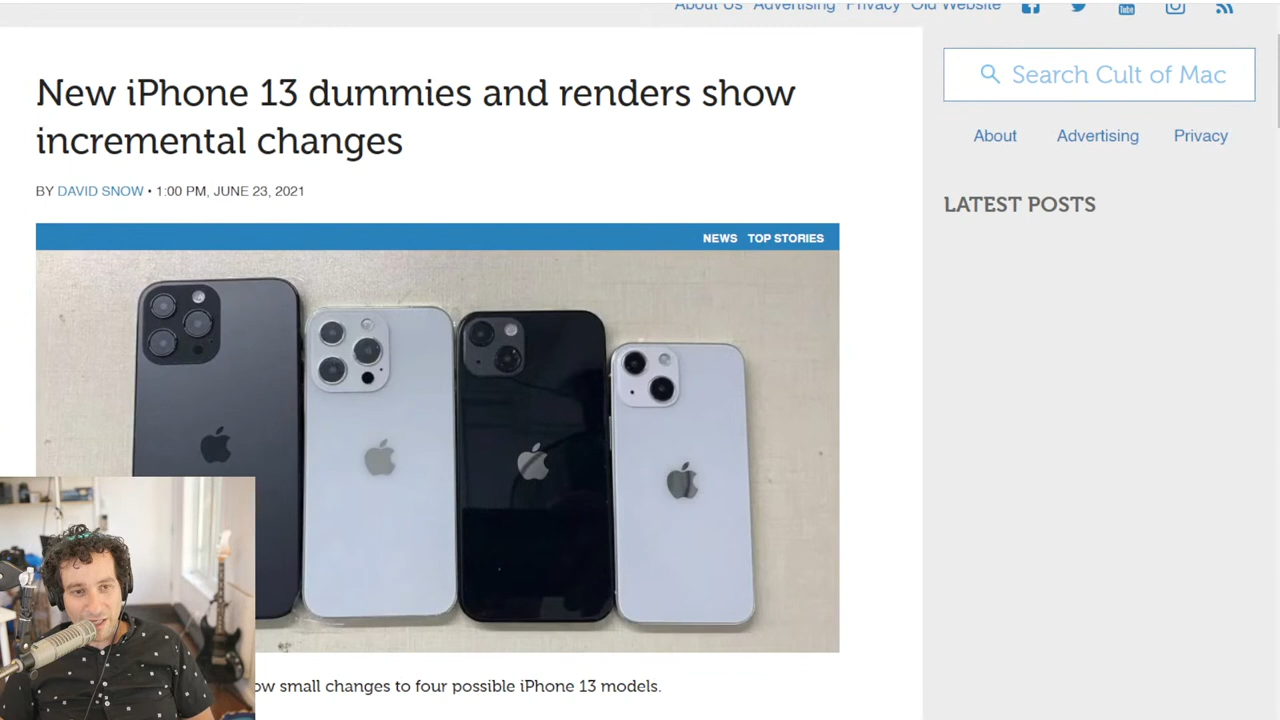 About Us Advertising Privacy Old Website
You Tube
Search Cult of Mac
About Advertising Privacy
LATEST POSTS
New iPhone 13 dummies and renders show
incremental changes
BY DAVID SNOW • 1:00 PM, JUNE 23, 2021
NEWS TOP STORIES
small changes to four possible iPhone 13 models.